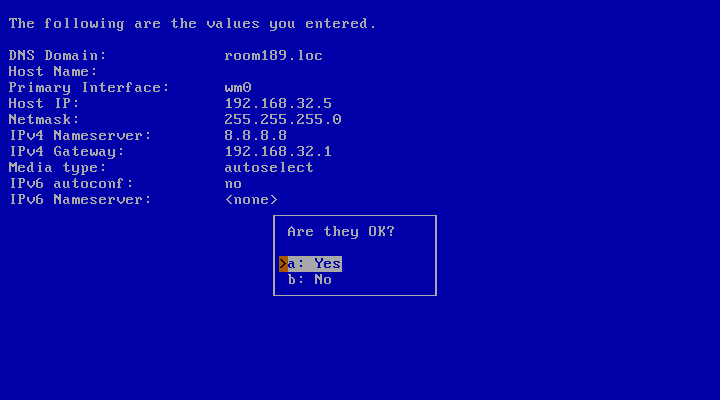 The following are the values you entered.
DNS Domain: room189.loc
Host Name:
Primary Interface: wm0
Host IP: 192.168.32.5
Netmask: 255.255.255.0
IPv4 Nameserver: 8.8.8.8
IPv4 Gateway: 192.168.32.1
Media type: autoselect
IPv6 autoconf: no
IPv6 Nameserver: <none>
Are they OK?
>a: Yes
b: No